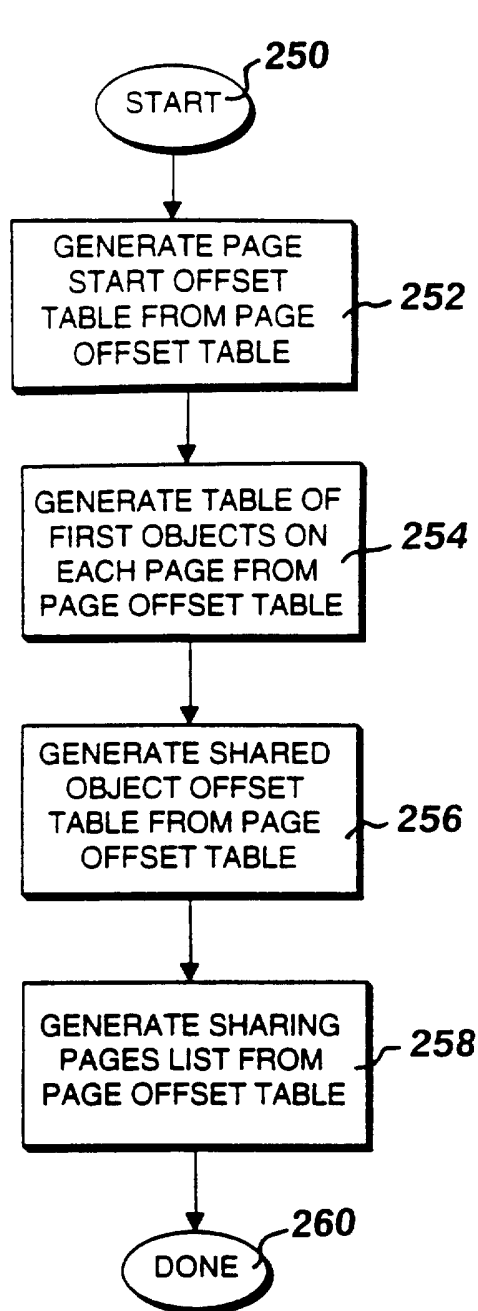 250
START
GENERATE PAGE
START OFFSET
TABLE FROM PAGE
OFFSET TABLE
252
GENERATE TABLE OF
FIRST OBJECTS ON
EACH PAGE FROM
PAGE OFFSET TABLE
254
GENERATE SHARED
OBJECT OFFSET
TABLE FROM PAGE
OFFSET TABLE
256
GENERATE SHARING
PAGES LIST FROM
PAGE OFFSET TABLE
258
260
DONE